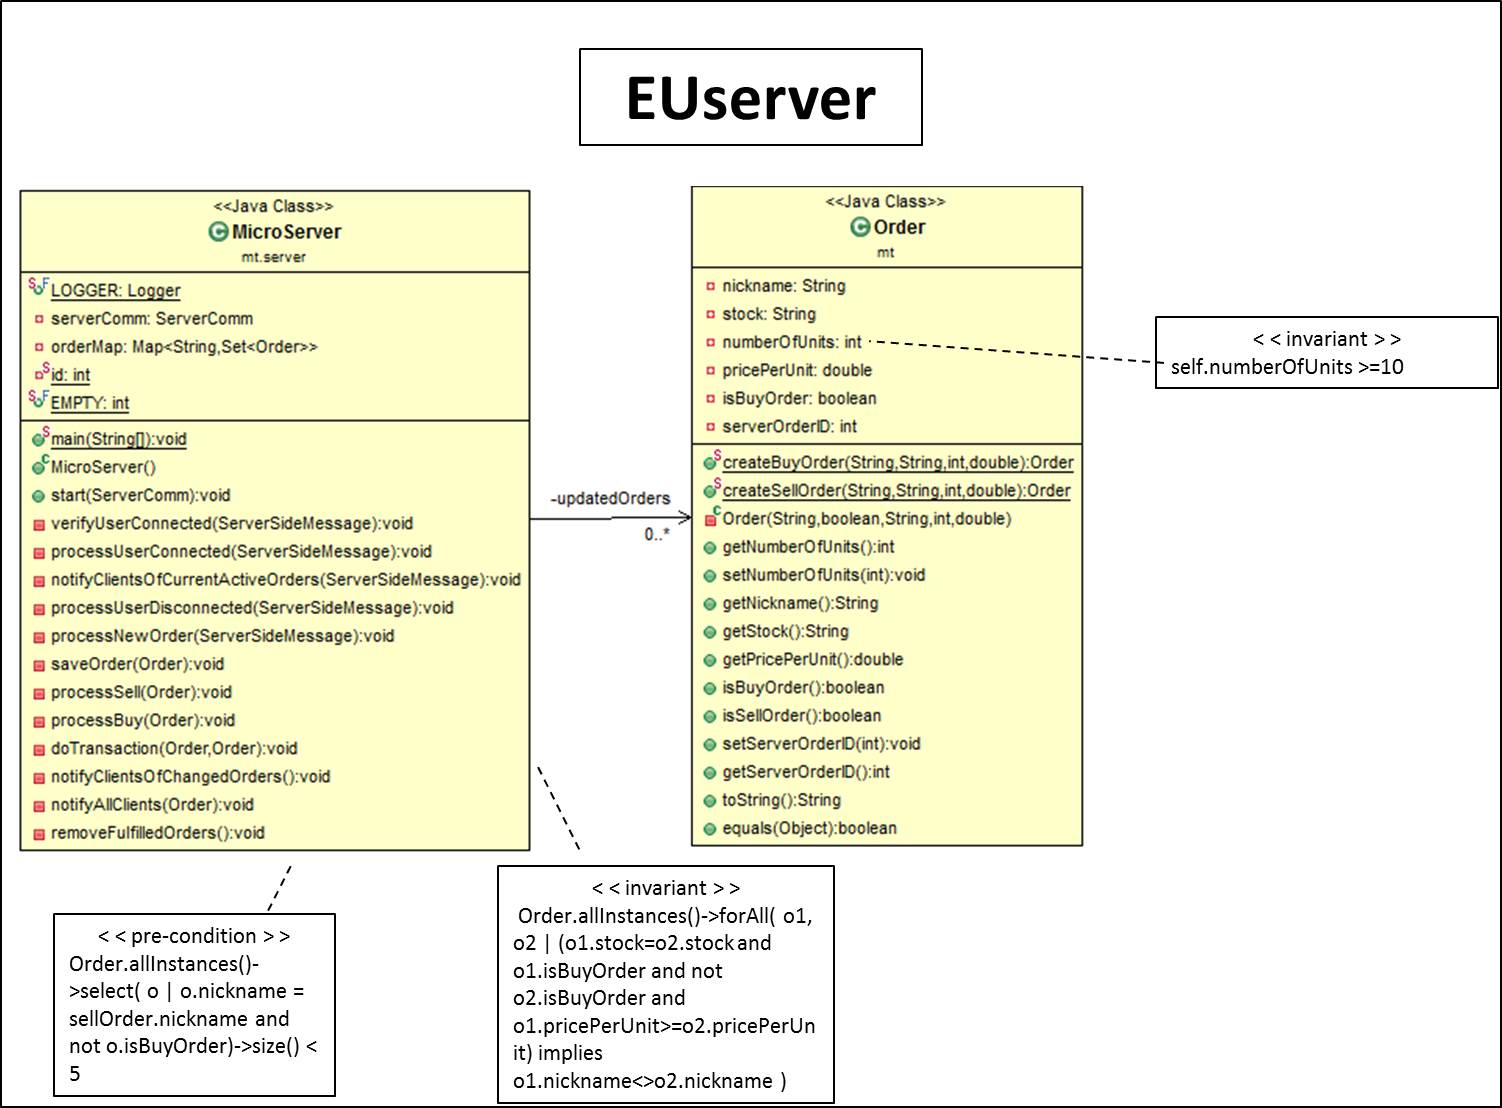 EUserver
<<Java Class>>
MicroServer
mt.server
LOGGER: Logger
serverComm: ServerComm
orderMap: Map<String,Set<Order>>
id: int
EMPTY: int
main(String[]):void
MicroServer()
start(ServerComm):void
verifyUserConnected(ServerSideMessage):void
processUserConnected(ServerSideMessage):void
notifyClientsOfCurrentActiveOrders(ServerSideMessage):void
processUserDisconnected(ServerSideMessage):void
processNewOrder(ServerSideMessage):void
saveOrder(Order):void
processSell(Order):void
processBuy(Order):void
doTransaction(Order,Order):void
notifyClientsOfChangedOrders():void
notifyAllClients(Order):void
removeFulfilledOrders():void
-updatedOrders
0..*
<<Java Class>>
Order
mt
nickname: String
stock: String
numberOfUnits: int
pricePerUnit: double
isBuyOrder: boolean
serverOrderID: int
createBuyOrder(String,String,int,double):Order
createSellOrder(String,String,int,double):Order
Order(String,boolean,String,int,double)
getNumberOfUnits():int
setNumberOfUnits(int):void
getNickname():String
getStock():String
getPricePerUnit():double
isBuyOrder():boolean
isSellOrder():boolean
setServerOrderID(int):void
getServerOrderID():int
toString():String
equals(Object):boolean
< < invariant > >
self.numberOfUnits >=10
< < pre-condition > >
Order.allInstances()-
>select( o | o.nickname =
sellOrder.nickname and
not o.isBuyOrder)->size() <
5
< < invariant > >
Order.allInstances()->forAll( o1,
o2 | (o1.stock=o2.stock and
o1.isBuyOrder and not
o2.isBuyOrder and
o1.pricePerUnit>=o2.pricePerUn
it) implies
o1.nickname<>o2.nickname )